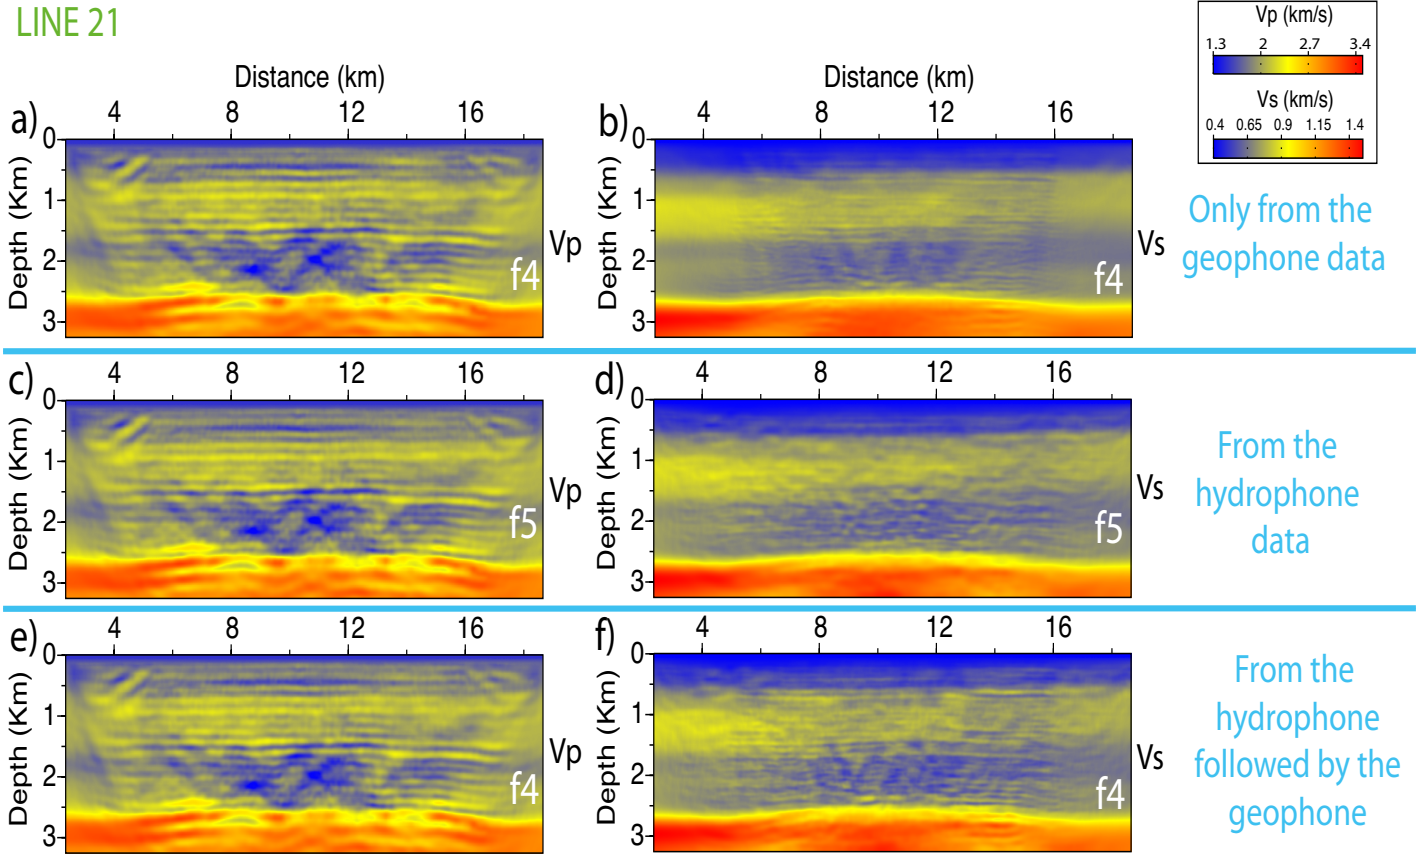 LINE 21
Vp (km/s)
1.3 2 2.7 3.4
Vs (km/s)
0.4 0.65 0.9 1.15 1.4
Distance (km)
Distance (km)
a) 4 8 12 16
b) 4 8 12 16
Depth (Km)
0
1
2
3
f4
Vp
Depth (Km)
0
1
2
3
f4
Vs
Only from the
geophone data
c) 4 8 12 16
d) 4 8 12 16
Depth (Km)
0
1
2
3
f5
Vp
Depth (Km)
0
1
2
3
f5
Vs
From the
hydrophone
data
e) 4 8 12 16
f) 4 8 12 16
Depth (Km)
0
1
2
3
f4
Vp
Depth (Km)
0
1
2
3
f4
Vs
From the
hydrophone
followed by the
geophone